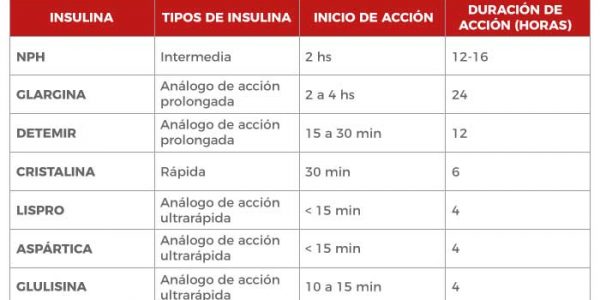 INSULINA TIPOS DE INSULINA INICIO DE ACCIÓN DURACIÓN DE ACCIÓN (HORAS)
NPH Intermedia 2 hs 12-16
GLARGINA Análogo de acción prolongada 2 a 4 hs 24
DETEMIR Análogo de acción prolongada 15 a 30 min 12
CRISTALINA Rápida 30 min 6
LISPRO Análogo de acción ultrarápida < 15 min 4
ASPÁRTICA Análogo de acción ultrarápida < 15 min 4
GLULISINA Análogo de acción ultrarápida 10 a 15 min 4